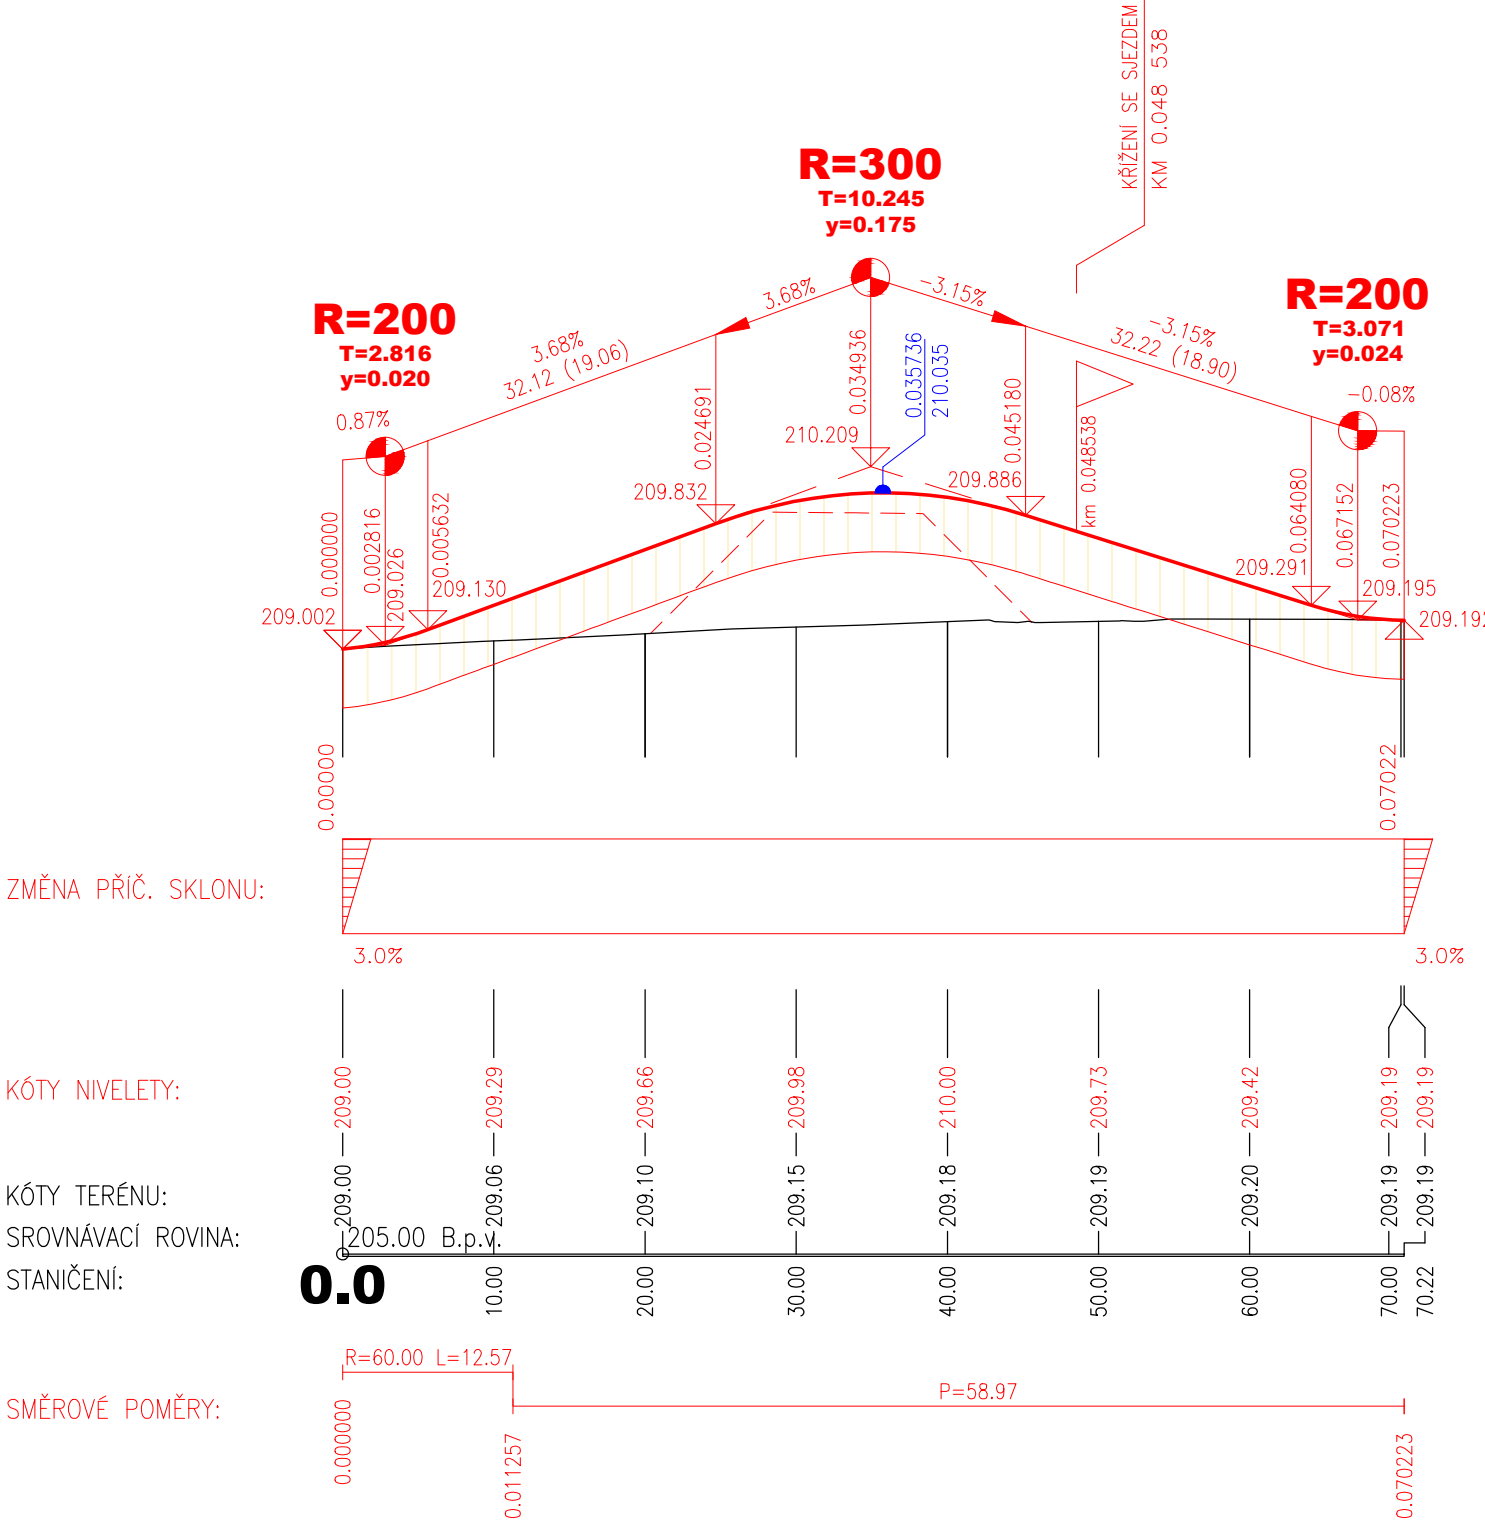 KŘÍŽENÍ SE SJEZDEM
KM 0.048 538
R=300
T=10.245
y=0.175
R=200
T=2.816
y=0.020
R=200
T=3.071
y=0.024
0.87%
3.68%
32.12 (19.06)
3.68%
-3.15%
-3.15%
32.22 (18.90)
-0.08%
0.000000
209.002
0.002816
209.026
0.005632
209.130
0.024691
209.832
0.034936
210.209
0.035736
210.035
0.045180
209.886
km 0.048538
0.064080
209.291
0.067152
209.195
0.070223
209.192
0.00000
0.07022
ZMĚNA PŘÍČ. SKLONU:
3.0%
3.0%
KÓTY NIVELETY:
209.00
209.29
209.66
209.98
210.00
209.73
209.42
209.19
209.19
KÓTY TERÉNU:
209.00
209.06
209.10
209.15
209.18
209.19
209.20
209.19
209.19
SROVNÁVACÍ ROVINA:
205.00 B.p.v.
STANIČENÍ:
0.0
10.00
20.00
30.00
40.00
50.00
60.00
70.00
70.22
SMĚROVÉ POMĚRY:
R=60.00 L=12.57
P=58.97
0.000000
0.011257
0.070223